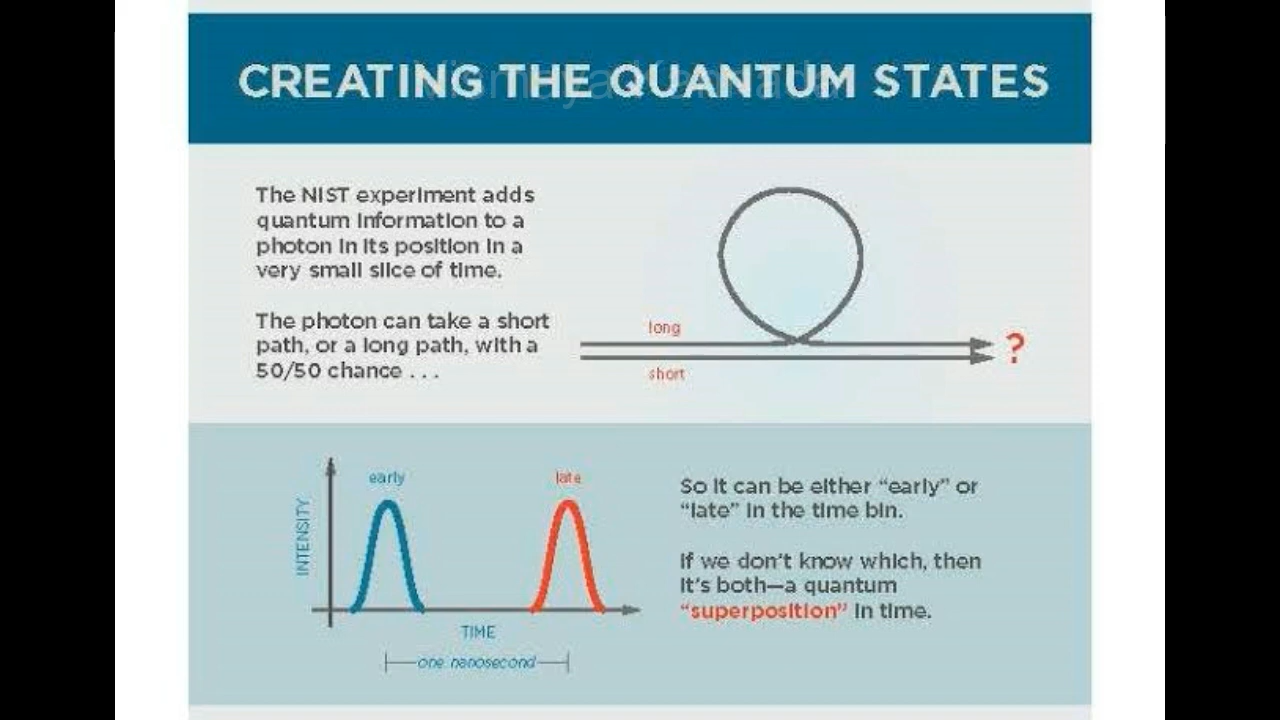 CREATING THE QUANTUM STATES
The NIST experiment adds
quantum information to a
photon in its position in a
very small slice of time.
The photon can take a short
path, or a long path, with a
50/50 chance . . .
long
short
?
early
late
INTENSITY
TIME
one nanosecond
So it can be either “early” or
“late” in the time bin.
If we don’t know which, then
it’s both—a quantum
“superposition” in time.